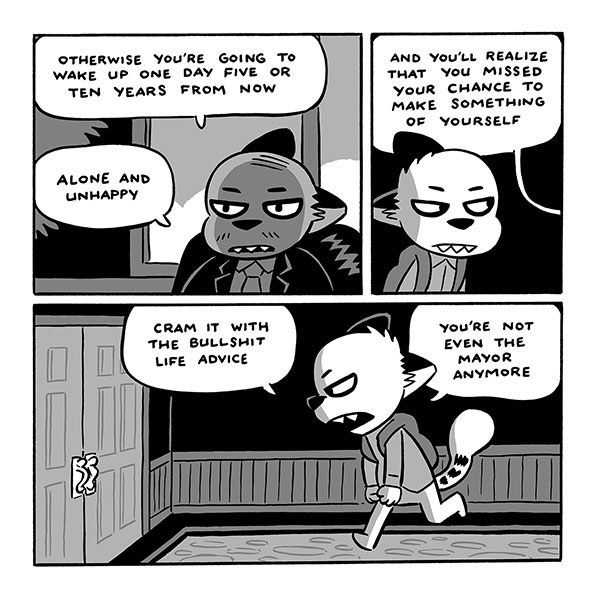 OTHERWISE YOU'RE GOING TO
WAKE UP ONE DAY FIVE OR
TEN YEARS FROM NOW
ALONE AND
UNHAPPY
AND YOU'LL REALIZE
THAT YOU MISSED
YOUR CHANCE TO
MAKE SOMETHING
OF YOURSELF
CRAM IT WITH
THE BULLSHIT
LIFE ADVICE
YOU'RE NOT
EVEN THE
MAYOR
ANYMORE